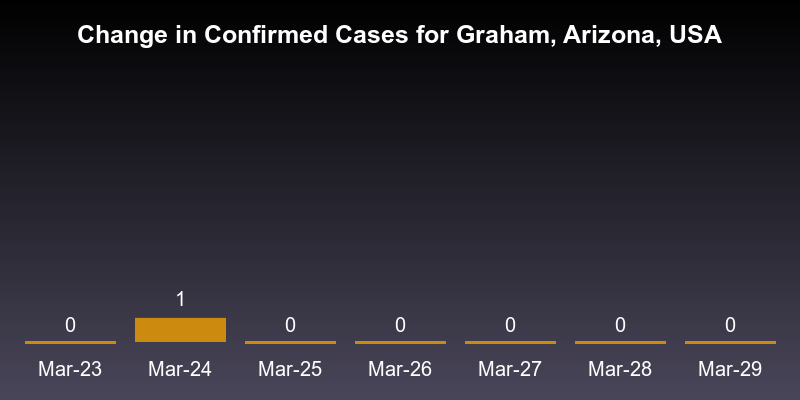 Change in Confirmed Cases for Graham, Arizona, USA
1
0 0 0 0 0 0
Mar-23 Mar-24 Mar-25 Mar-26 Mar-27 Mar-28 Mar-29